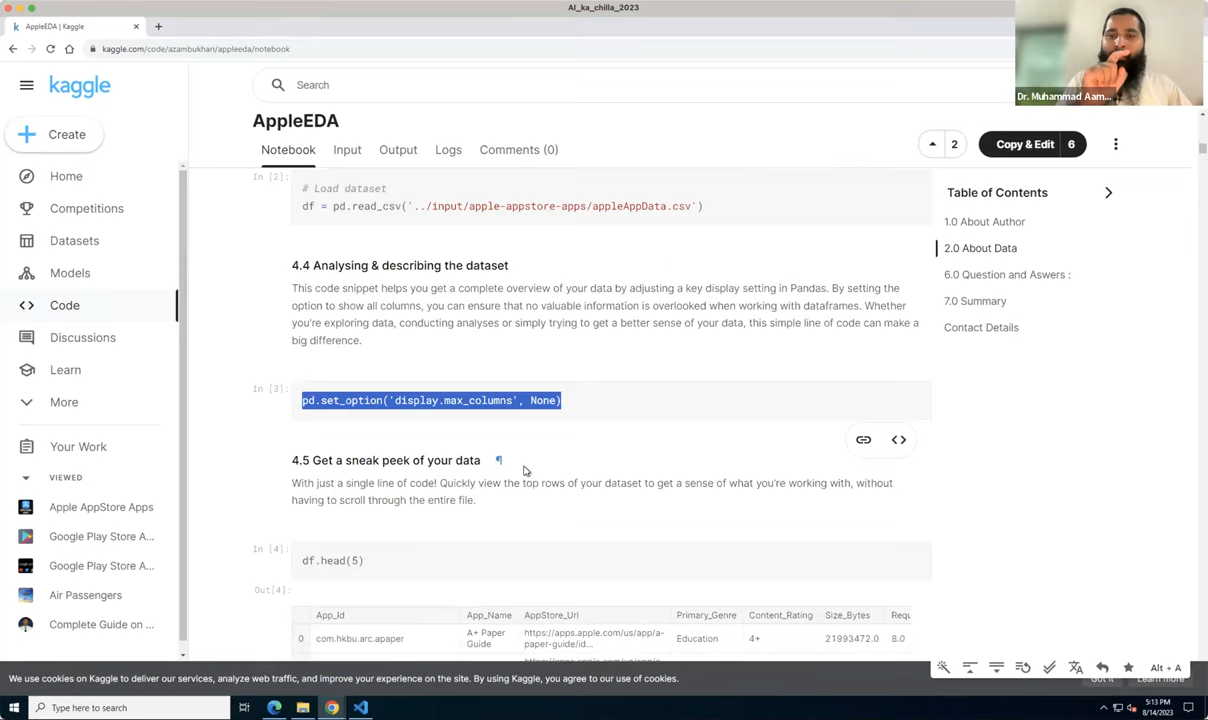 AI_ka_chilla_2023
AppleEDA | Kaggle
kaggle.com/code/azambukhari/appleeda/notebook
Dr. Muhammad Aam...
kaggle
Search
Create
AppleEDA
Notebook Input Output Logs Comments (0)
2
Copy & Edit 6
Home
Competitions
Datasets
Models
Code
Discussions
Learn
More
Your Work
VIEWED
Apple AppStore Apps
Google Play Store A...
Google Play Store A...
Air Passengers
Complete Guide on ...
In [2]:
# Load dataset
df = pd.read_csv('../input/apple-appstore-apps/appleAppData.csv')
4.4 Analysing & describing the dataset
This code snippet helps you get a complete overview of your data by adjusting a key display setting in Pandas. By setting the
option to show all columns, you can ensure that no valuable information is overlooked when working with dataframes. Whether
you're exploring data, conducting analyses or simply trying to get a better sense of your data, this simple line of code can make a
big difference.
In [3]:
pd.set_option('display.max_columns', None)
4.5 Get a sneak peek of your data ¶
With just a single line of code! Quickly view the top rows of your dataset to get a sense of what you're working with, without
having to scroll through the entire file.
In [4]:
df.head(5)
Out[4]:
App_Id App_Name AppStore_Url Primary_Genre Content_Rating Size_Bytes Requ
0 com.hkbu.arc.apaper A+ Paper Guide https://apps.apple.com/us/app/a-paper-guide/id... Education 4+ 21993472.0 8.0
Table of Contents
1.0 About Author
2.0 About Data
6.0 Question and Aswers :
7.0 Summary
Contact Details
We use cookies on Kaggle to deliver our services, analyze web traffic, and improve your experience on the site. By using Kaggle, you agree to our use of cookies.
Got it
Learn more
Alt + A
Type here to search
5:13 PM
8/14/2023